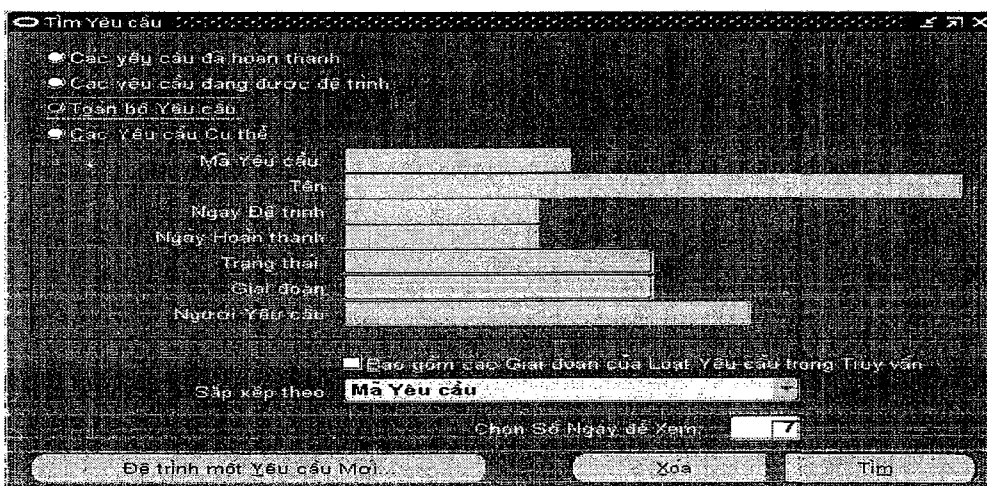 Tìm Yêu cầu
Các yêu cầu đã hoàn thành
Các yêu cầu đang được đệ trình
Toàn bộ Yêu cầu
Các Yêu cầu Cụ thể
Mã Yêu cầu
Tên
Ngày Đệ trình
Ngày Hoàn thành
Trạng thái
Giai đoạn
Người Yêu cầu
Bao gồm các Giai đoạn của Loạt Yêu cầu trong Truy vấn
Sắp xếp theo Mã Yêu cầu
Chọn Số Ngày để Xem: 7
Đệ trình một Yêu cầu Mới... Xóa Tìm